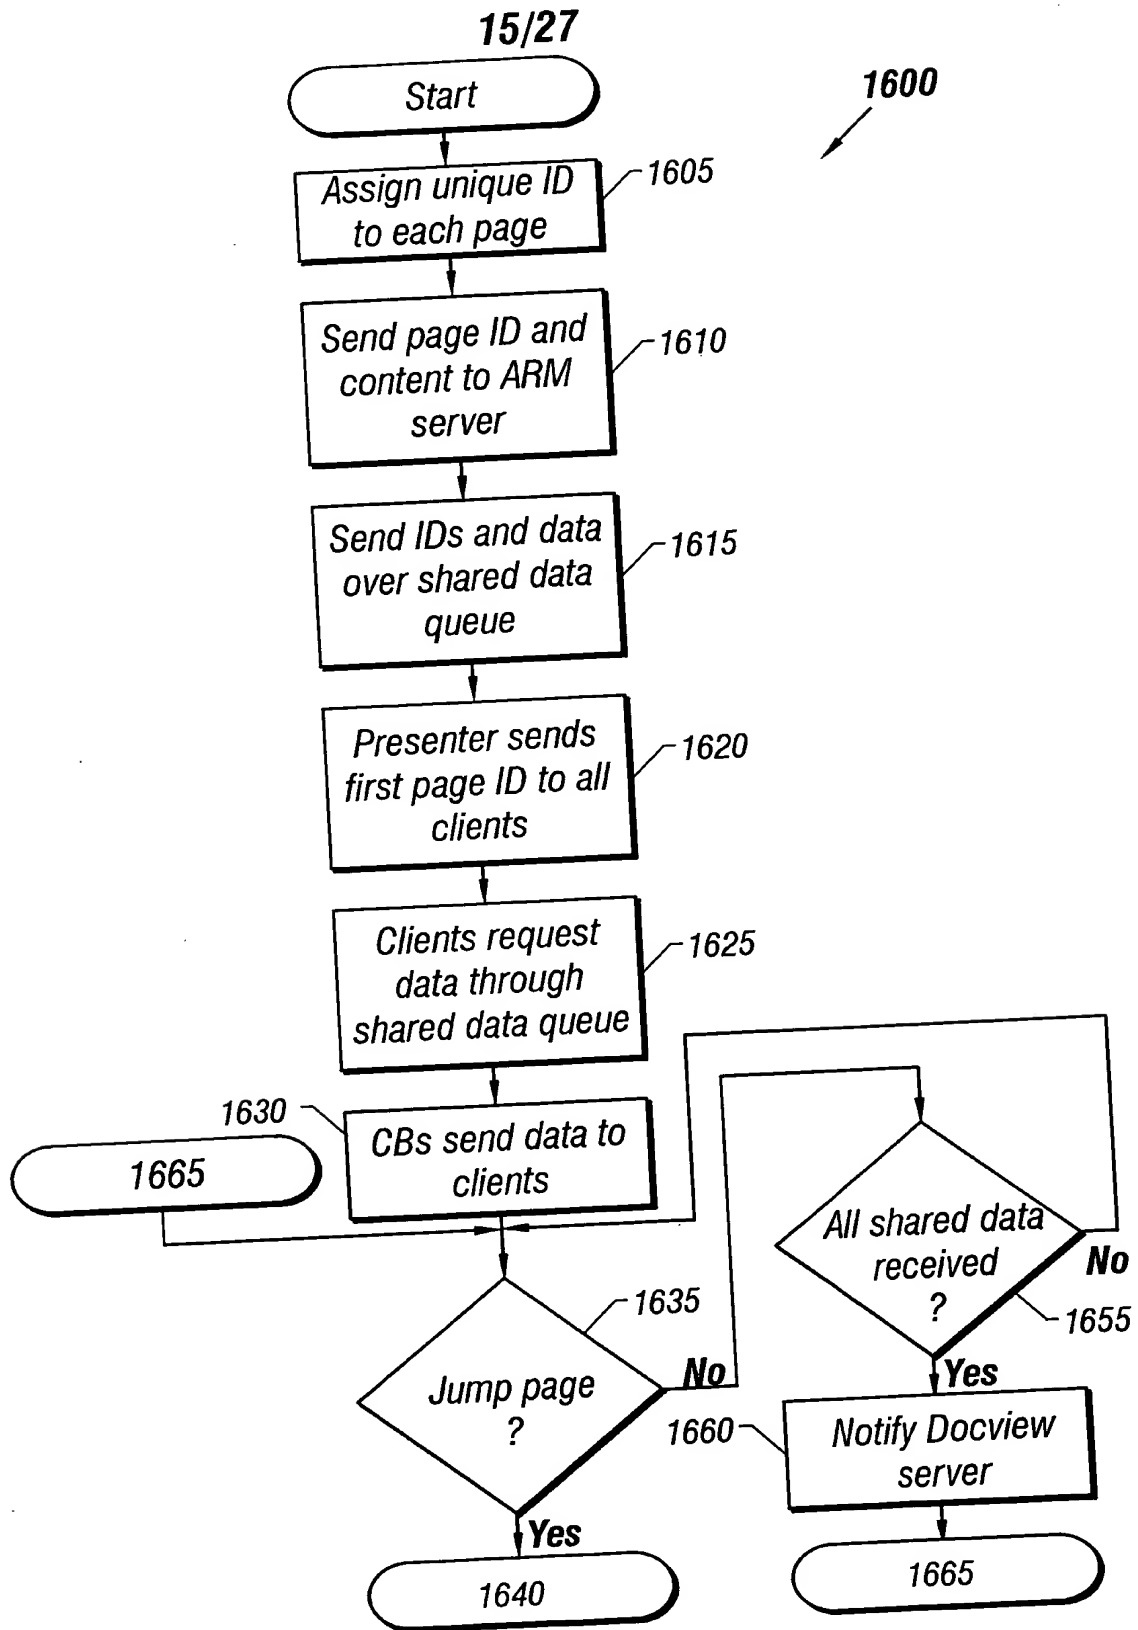 15/27
Start
1600
Assign unique ID
to each page
1605
Send page ID and
content to ARM
server
1610
Send IDs and data
over shared data
queue
1615
Presenter sends
first page ID to all
clients
1620
Clients request
data through
shared data queue
1625
1630
CBs send data to
clients
1665
All shared data
received
?
No
1655
1635
Jump page
?
No
Yes
Yes
1660
Notify Docview
server
1640
1665